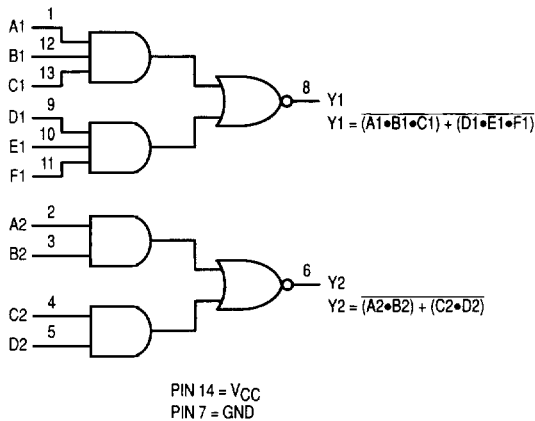 A1 1
B1 12
C1 13
D1 9
E1 10
F1 11
8 Y1
Y1 = (A1•B1•C1) + (D1•E1•F1)
A2 2
B2 3
C2 4
D2 5
6 Y2
Y2 = (A2•B2) + (C2•D2)
PIN 14 = VCC
PIN 7 = GND